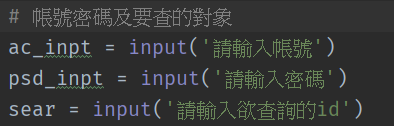 # 帳號密碼及要查的對象
ac_inpt = input('請輸入帳號')
psd_inpt = input('請輸入密碼')
sear = input('請輸入欲查詢的id')